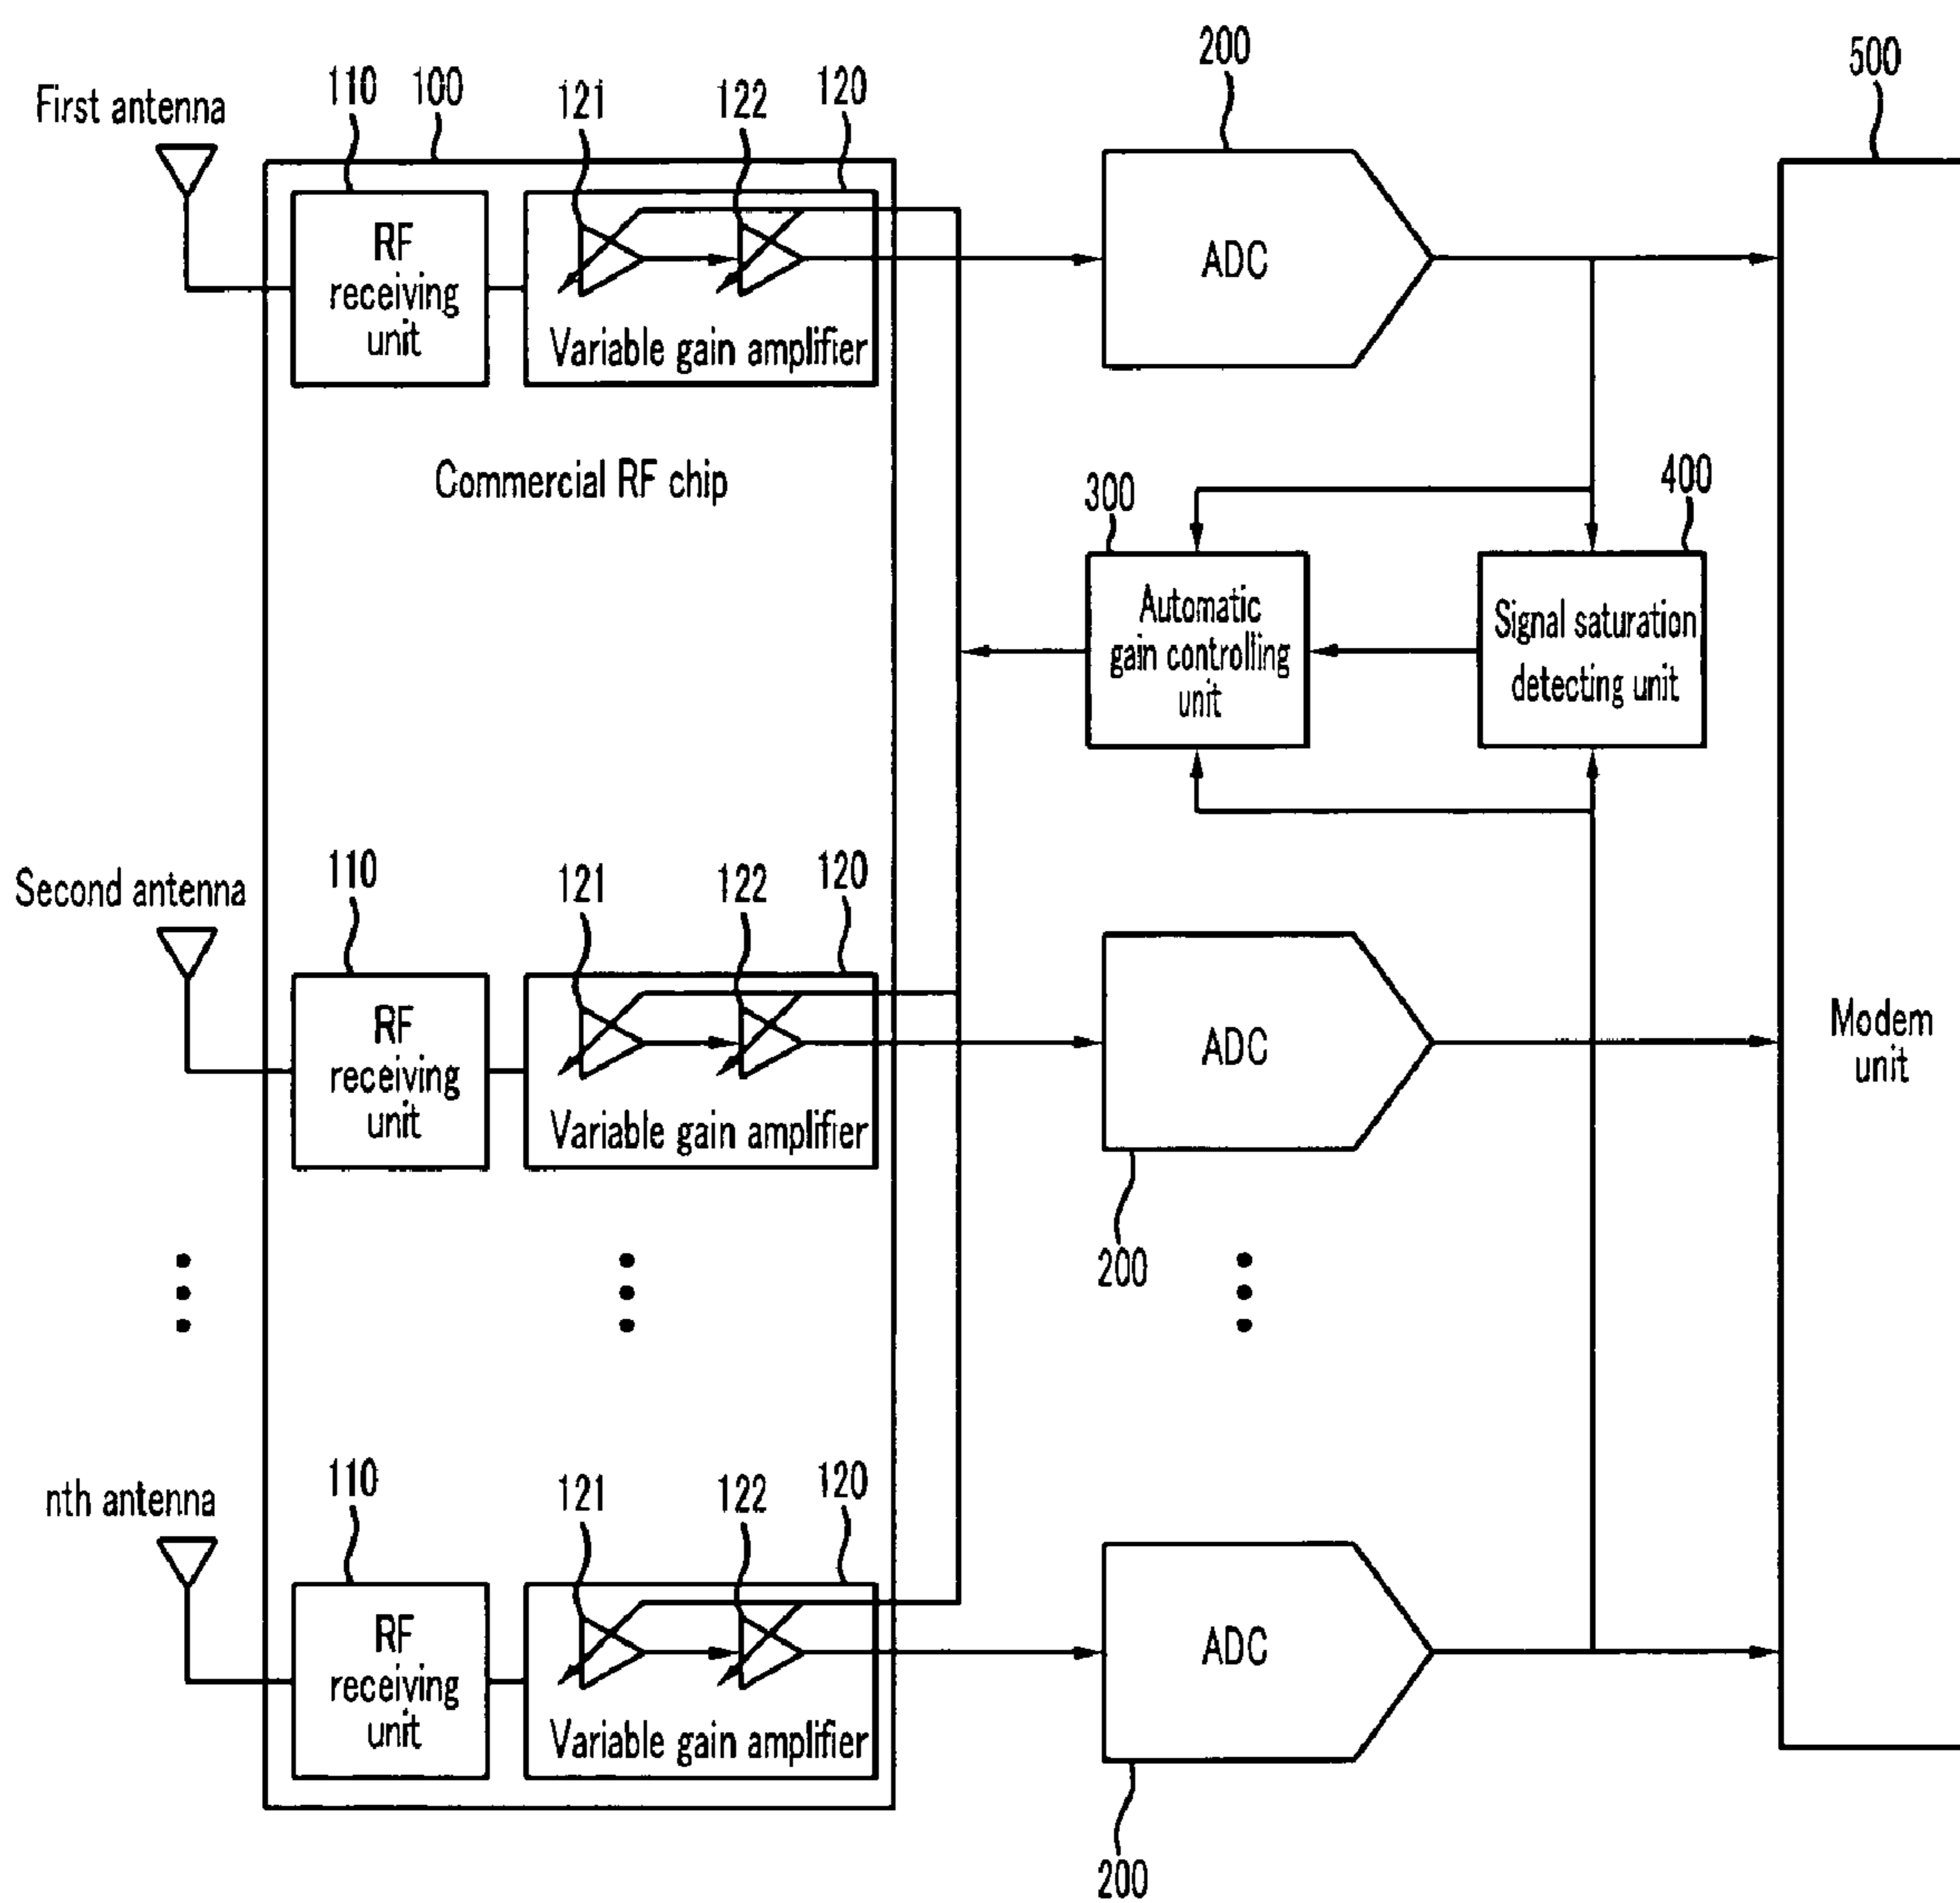 200
500
110 100 121 122 120
First antenna
RF
receiving
unit
Variable gain amplifier
ADC
Commercial RF chip
300
400
Automatic
gain controlling
unit
Signal saturation
detecting unit
110 121 122 120
Second antenna
RF
receiving
unit
Variable gain amplifier
ADC
Modem
unit
200
110 121 122 120
nth antenna
RF
receiving
unit
Variable gain amplifier
ADC
200